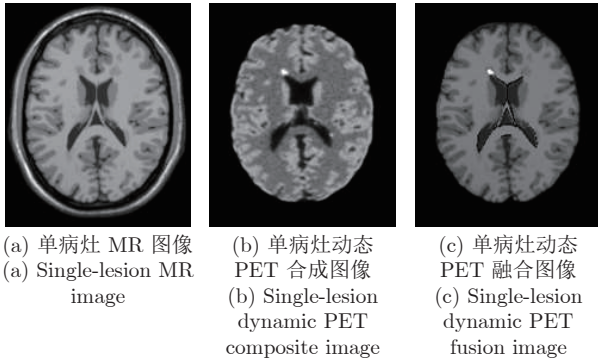 (a) 单病灶 MR 图像
(a) Single-lesion MR
image
(b) 单病灶动态
PET 合成图像
(b) Single-lesion
dynamic PET
composite image
(c) 单病灶动态
PET 融合图像
(c) Single-lesion
dynamic PET
fusion image